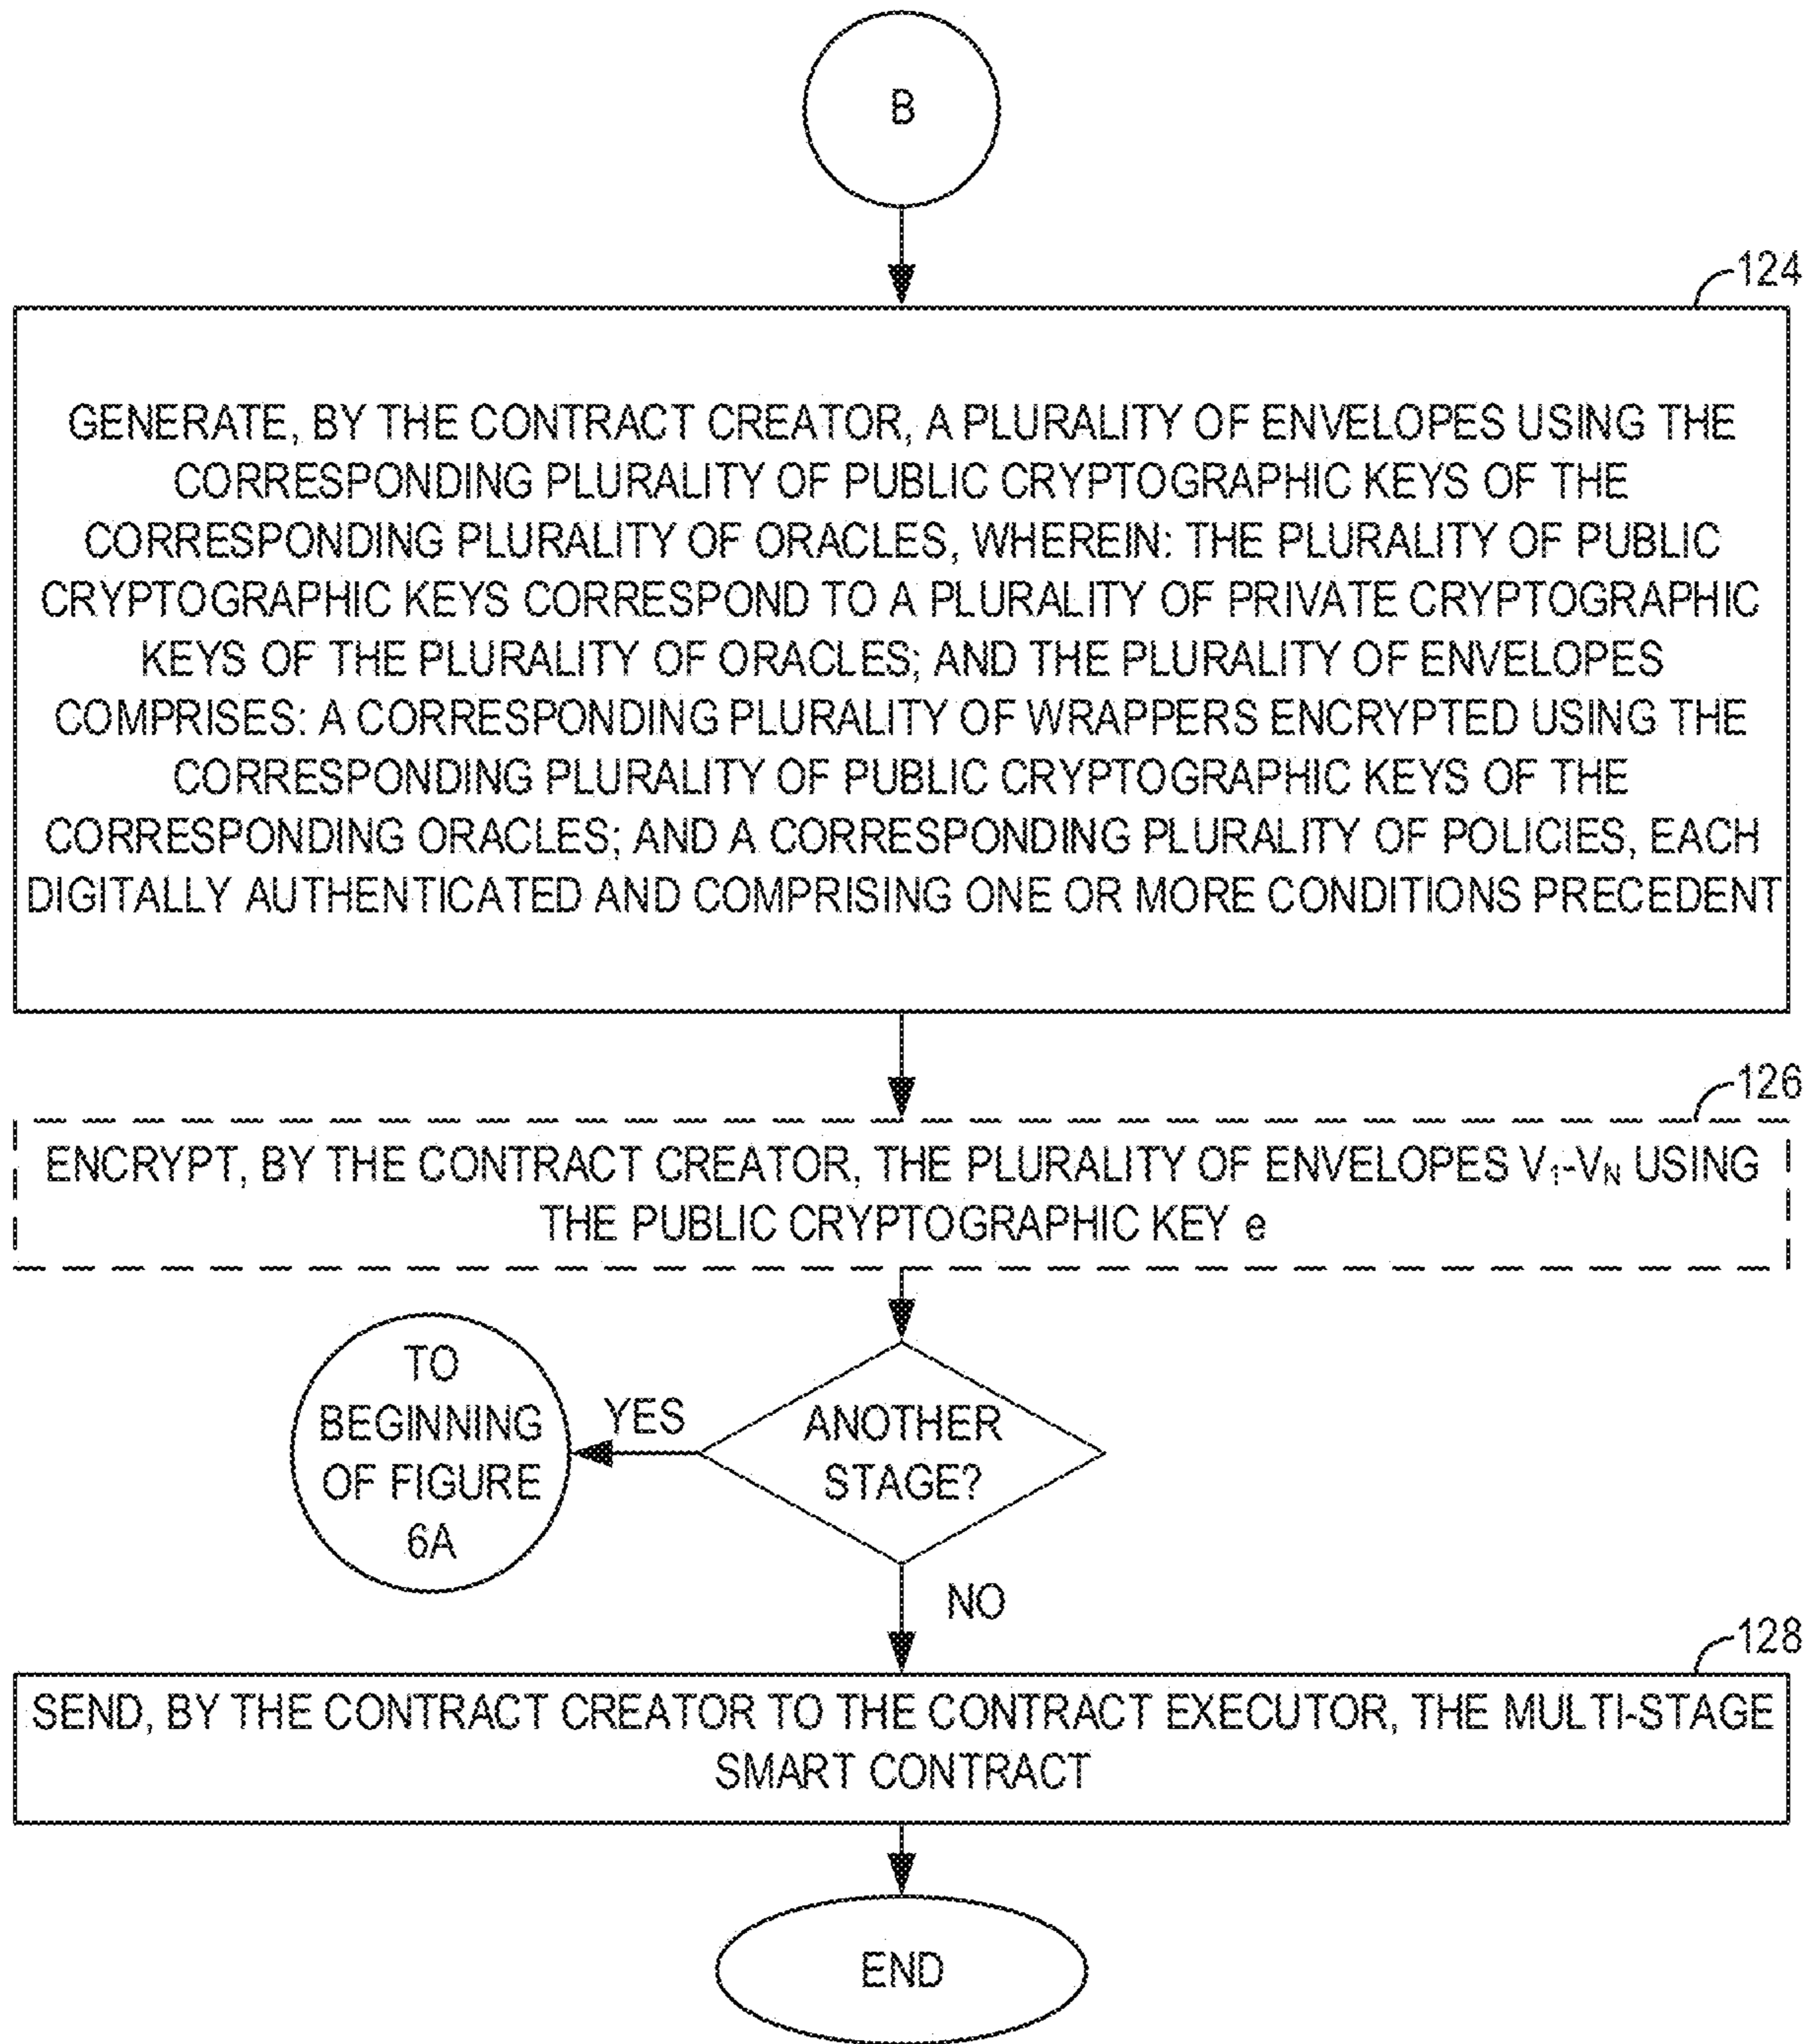 B
124
GENERATE, BY THE CONTRACT CREATOR, A PLURALITY OF ENVELOPES USING THE
CORRESPONDING PLURALITY OF PUBLIC CRYPTOGRAPHIC KEYS OF THE
CORRESPONDING PLURALITY OF ORACLES, WHEREIN: THE PLURALITY OF PUBLIC
CRYPTOGRAPHIC KEYS CORRESPOND TO A PLURALITY OF PRIVATE CRYPTOGRAPHIC
KEYS OF THE PLURALITY OF ORACLES; AND THE PLURALITY OF ENVELOPES
COMPRISES: A CORRESPONDING PLURALITY OF WRAPPERS ENCRYPTED USING THE
CORRESPONDING PLURALITY OF PUBLIC CRYPTOGRAPHIC KEYS OF THE
CORRESPONDING ORACLES; AND A CORRESPONDING PLURALITY OF POLICIES, EACH
DIGITALLY AUTHENTICATED AND COMPRISING ONE OR MORE CONDITIONS PRECEDENT
126
ENCRYPT, BY THE CONTRACT CREATOR, THE PLURALITY OF ENVELOPES V₁-V_N USING
THE PUBLIC CRYPTOGRAPHIC KEY e
TO
BEGINNING
OF FIGURE
6A
YES
ANOTHER
STAGE?
NO
128
SEND, BY THE CONTRACT CREATOR TO THE CONTRACT EXECUTOR, THE MULTI-STAGE
SMART CONTRACT
END